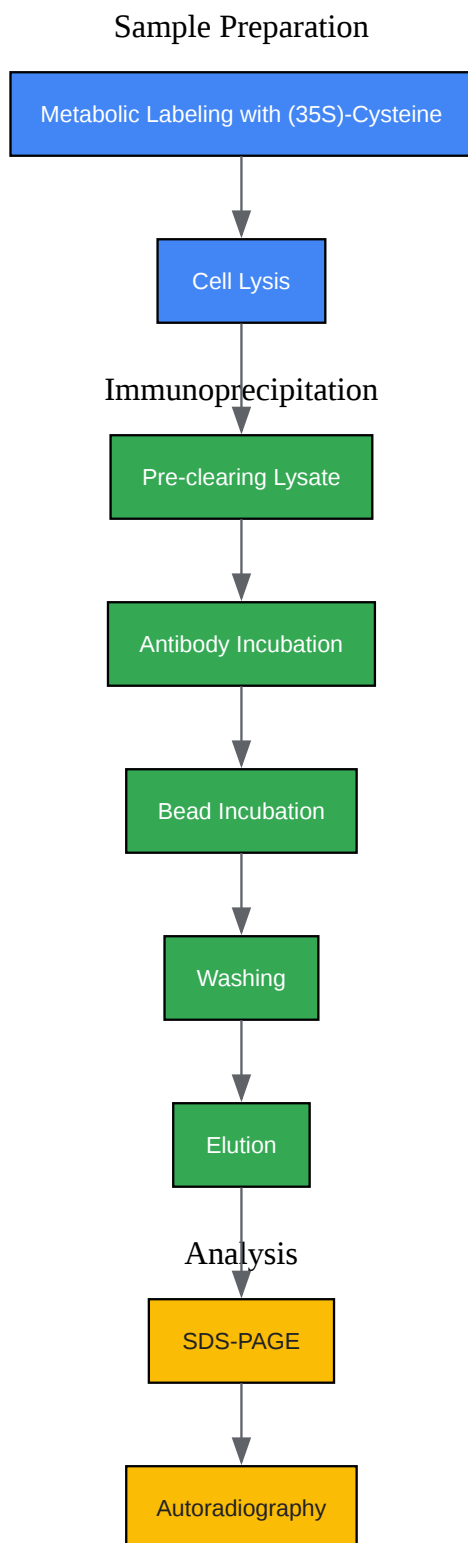 Sample Preparation
Metabolic Labeling with (35S)-Cysteine
Cell Lysis
Immunoprecipitation
Pre-clearing Lysate
Antibody Incubation
Bead Incubation
Washing
Elution
Analysis
SDS-PAGE
Autoradiography